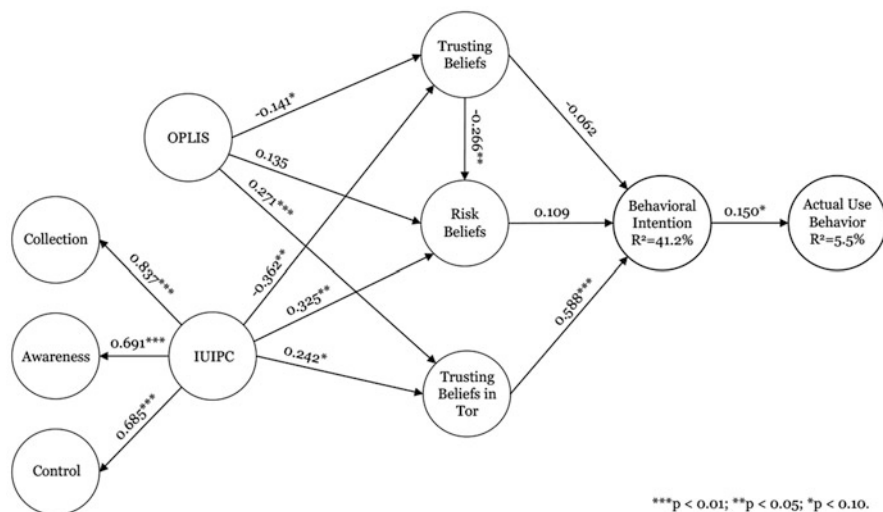 Trusting
Beliefs
-0.141*
-0.062
OPLIS
-0.266**
0.135
0.271***
Risk
Beliefs
0.109
Behavioral
Intention
R²=41.2%
0.150*
Actual Use
Behavior
R²=5.5%
Collection
0.837***
-0.362**
0.325**
0.588***
Awareness
0.691***
IUIPC
0.242*
Trusting
Beliefs in
Tor
0.685***
Control
***p < 0.01; **p < 0.05; *p < 0.10.